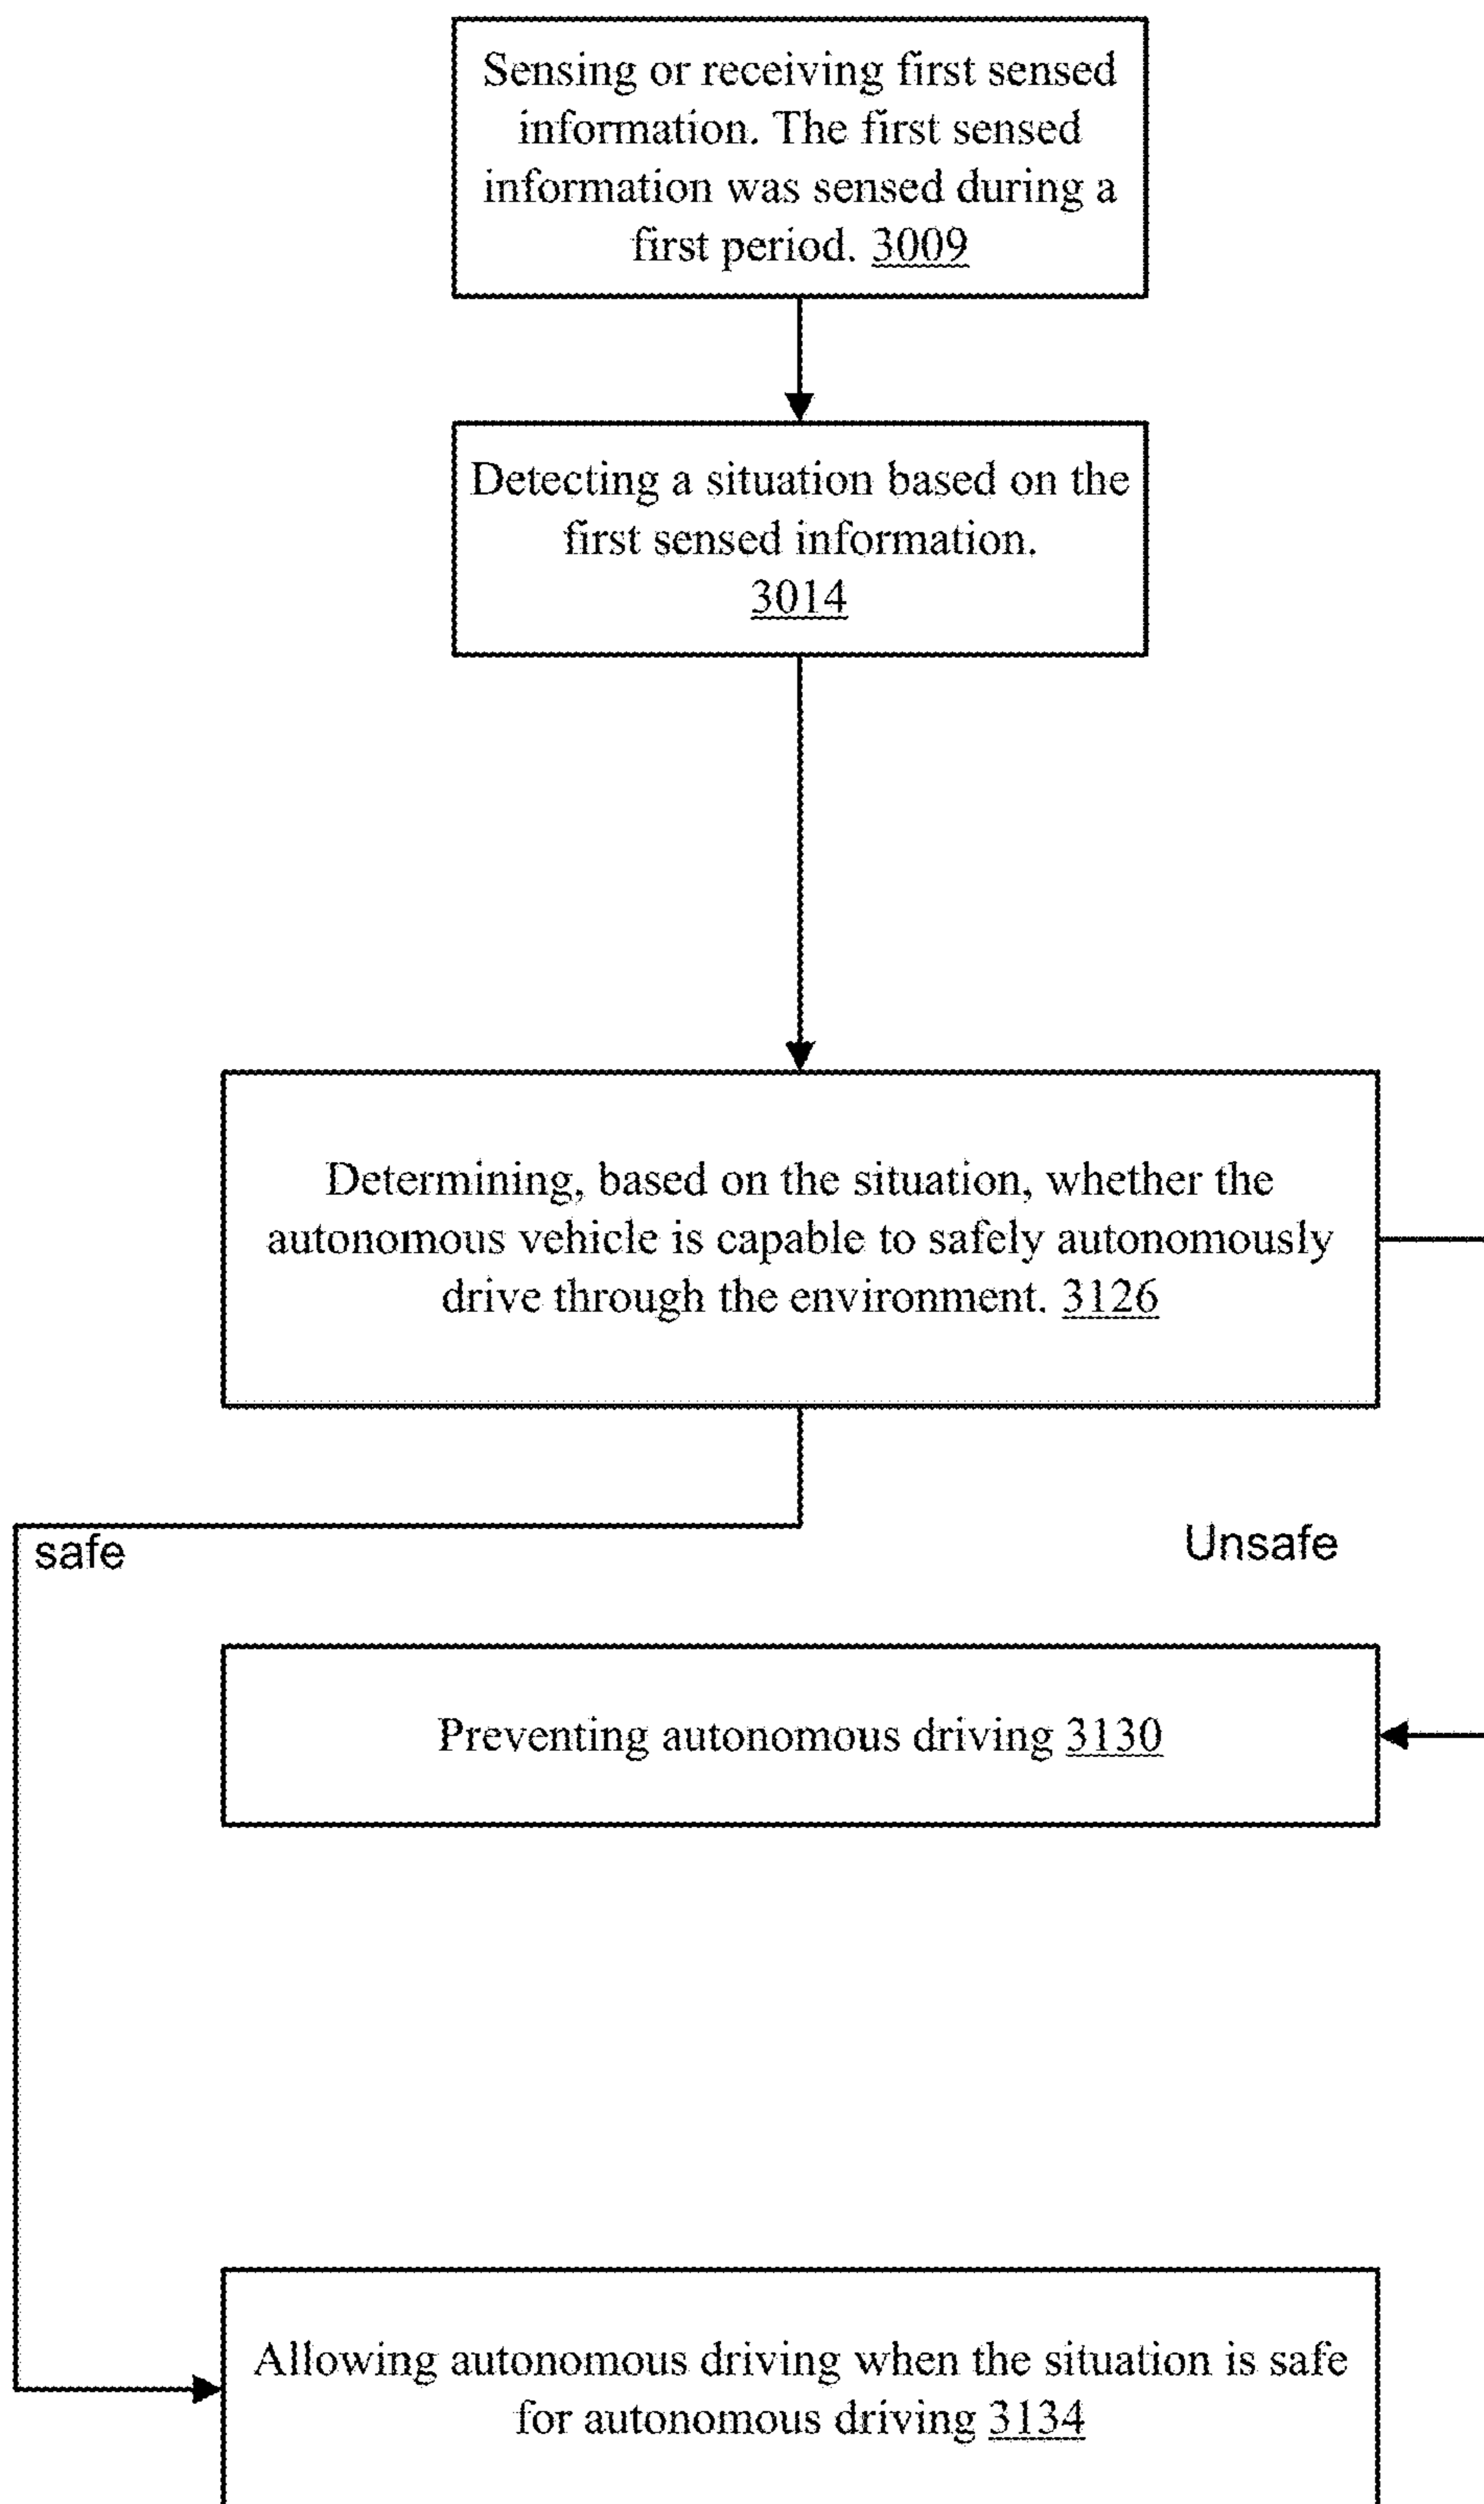 Sensing or receiving first sensed
information. The first sensed
information was sensed during a
first period. 3009
Detecting a situation based on the
first sensed information.
3014
Determining, based on the situation, whether the
autonomous vehicle is capable to safely autonomously
drive through the environment. 3126
safe
Unsafe
Preventing autonomous driving 3130
Allowing autonomous driving when the situation is safe
for autonomous driving 3134